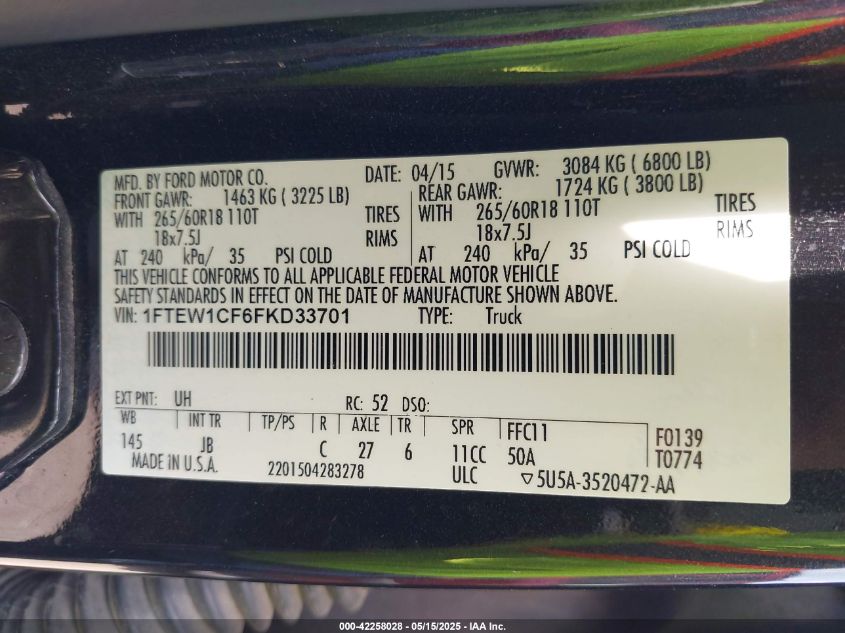 MFD. BY FORD MOTOR CO. DATE: 04/15 GVWR: 3084 KG ( 6800 LB)
FRONT GAWR: 1463 KG ( 3225 LB) REAR GAWR: 1724 KG ( 3800 LB)
WITH 265/60R18 110T TIRES WITH 265/60R18 110T TIRES
18x7.5J RIMS 18x7.5J RIMS
AT 240 kPa/ 35 PSI COLD AT 240 kPa/ 35 PSI COLD
THIS VEHICLE CONFORMS TO ALL APPLICABLE FEDERAL MOTOR VEHICLE
SAFETY STANDARDS IN EFFECT ON THE DATE OF MANUFACTURE SHOWN ABOVE.
VIN: 1FTEW1CF6FKD33701 TYPE: Truck
EXT PNT: UH RC: 52 DSO:
WB INT TR TP/PS R AXLE TR SPR FFC11
145 JB C 27 6 11CC 50A F0139
MADE IN U.S.A. 2201504283278 ULC ▽5U5A-3520472-AA T0774
000-42258028 - 05/15/2025 - IAA Inc.